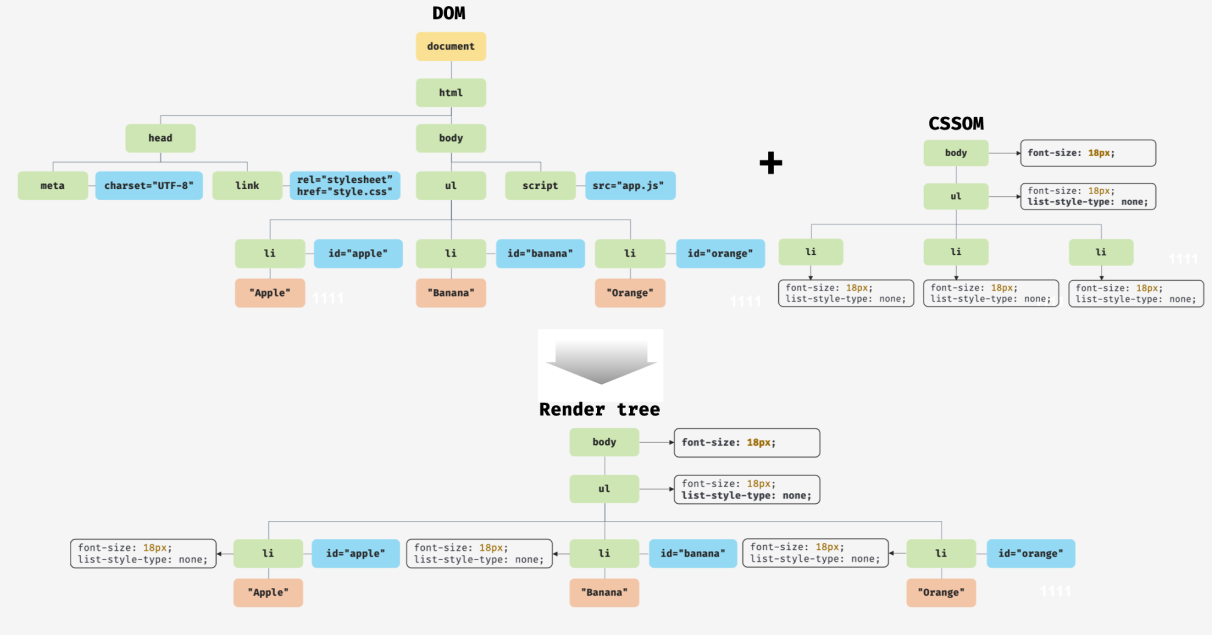 DOM
document
html
head
body
meta
charset="UTF-8"
link
rel="stylesheet”
href="style.css"
ul
script
src="app.js"
li
id="apple"
li
id="banana"
li
id="orange"
"Apple"
1111
"Banana"
"Orange"
1111
+
CSSOM
body
font-size: 18px;
ul
font-size: 18px;
list-style-type: none;
li
li
li
1111
font-size: 18px;
list-style-type: none;
font-size: 18px;
list-style-type: none;
font-size: 18px;
list-style-type: none;
Render tree
body
font-size: 18px;
ul
font-size: 18px;
list-style-type: none;
font-size: 18px;
list-style-type: none;
li
id="apple"
font-size: 18px;
list-style-type: none;
li
id="banana"
font-size: 18px;
list-style-type: none;
li
id="orange"
"Apple"
"Banana"
"Orange"
1111